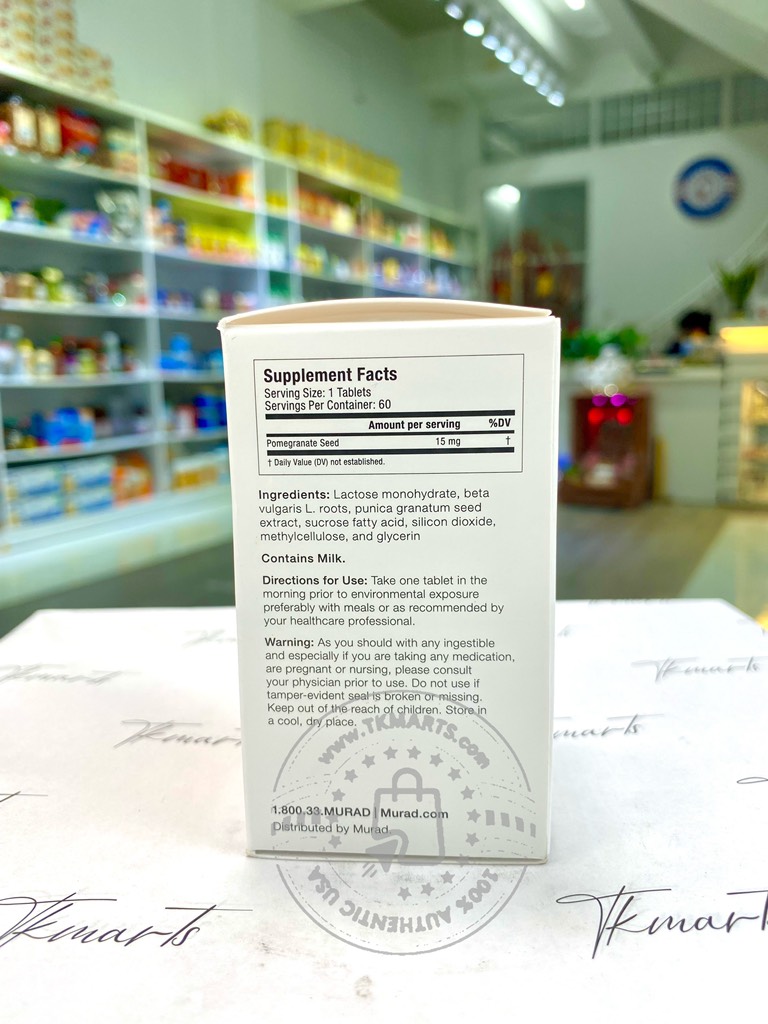 Supplement Facts
Serving Size: 1 Tablets
Servings Per Container: 60
Amount per serving %DV
Pomegranate Seed 15 mg †
† Daily Value (DV) not established.
Ingredients: Lactose monohydrate, beta
vulgaris L. roots, punica granatum seed
extract, sucrose fatty acid, silicon dioxide,
methylcellulose, and glycerin
Contains Milk.
Directions for Use: Take one tablet in the
morning prior to environmental exposure
preferably with meals or as recommended by
your healthcare professional.
Warning: As you should with any ingestible
and especially if you are taking any medication,
are pregnant or nursing, please consult
your physician prior to use. Do not use if
tamper-evident seal is broken or missing.
Keep out of the reach of children. Store in
a cool, dry place.
www.TKMARTS.com
1.800.33.MURAD | Murad.com
Distributed by Murad
100% AUTHENTIC USA
Tkmarts
Tkmarts
Tkmarts
Tkmarts